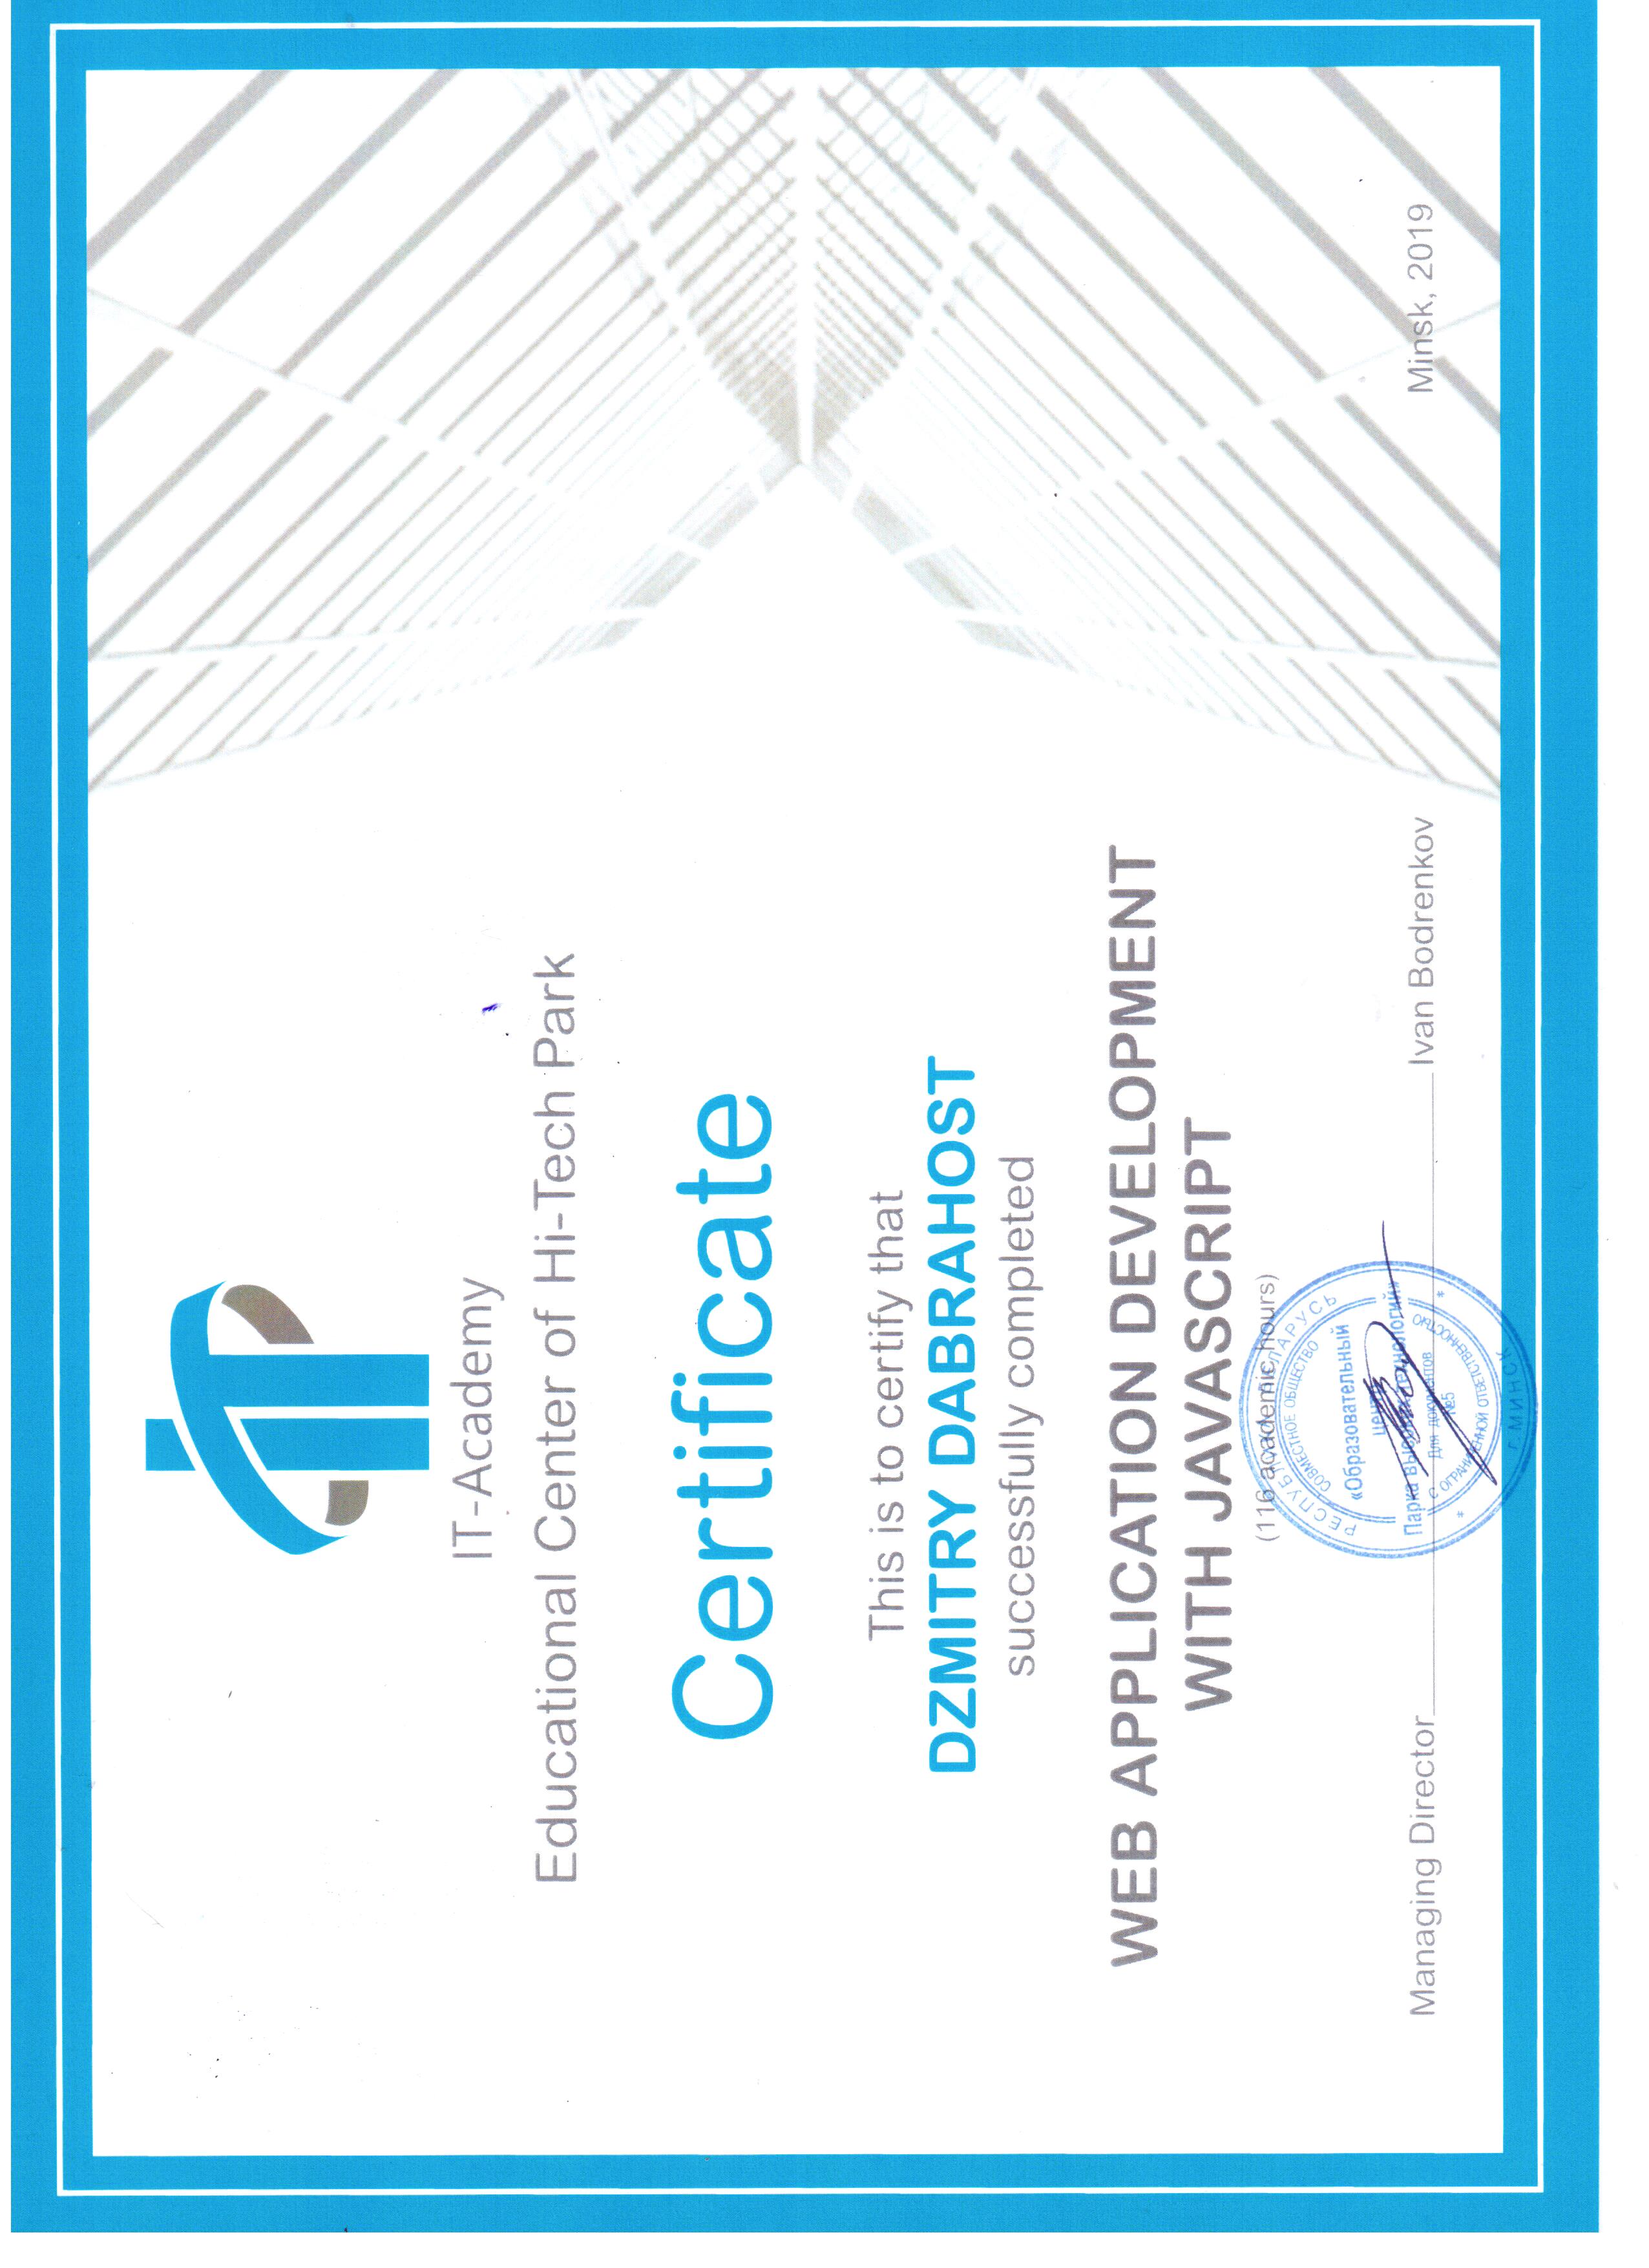 IT-Academy
Educational Center of Hi-Tech Park
Certificate
This is to certify that
DZMITRY DABRAHOST
successfully completed
WEB APPLICATION DEVELOPMENT
WITH JAVASCRIPT
(116 academic hours)
РЕСПУБЛИКА БЕЛАРУСЬ
СОВМЕСТНОЕ ОБЩЕСТВО
«Образовательный
центр
Парка высоких технологий»
Для документов
№5
С ОГРАНИЧЕННОЙ ОТВЕТСТВЕННОСТЬЮ
г. МИНСК
Managing Director Ivan Bodrenkov
Minsk, 2019